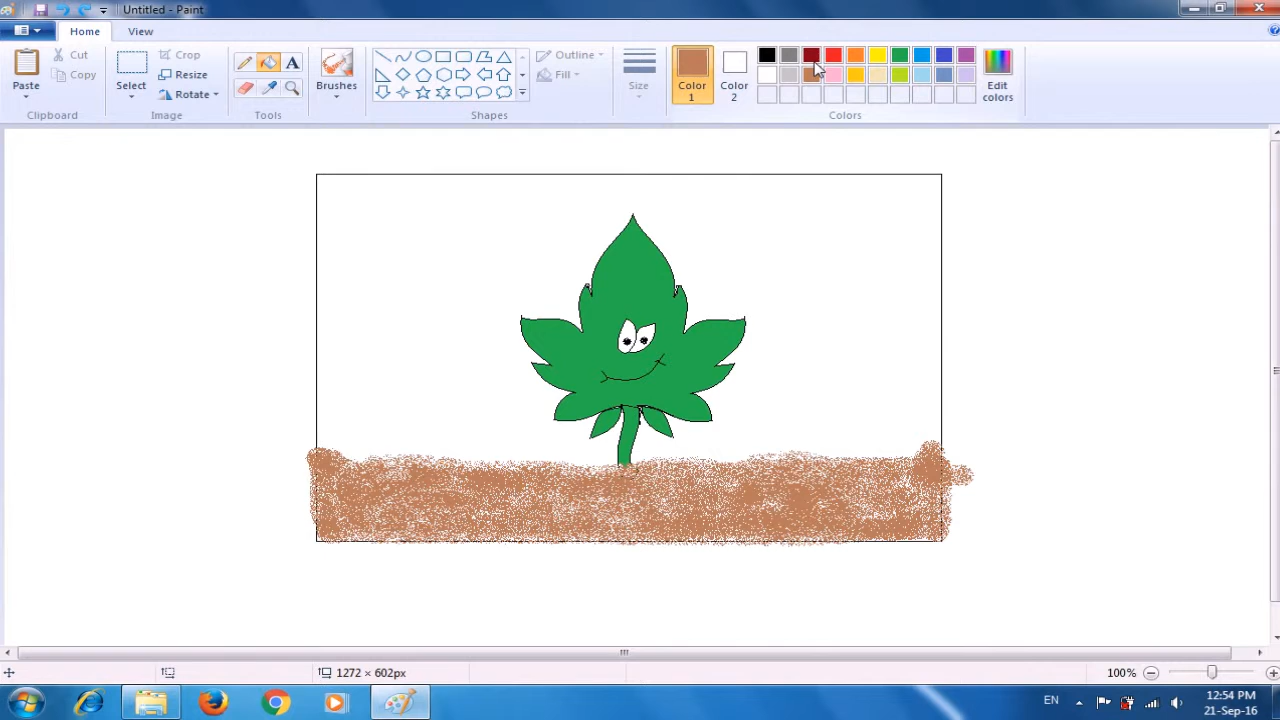 Untitled - Paint
Home View
Paste
Cut
Copy
Clipboard
Select
Crop
Resize
Rotate
Image
A
Tools
Brushes
Outline
Fill
Shapes
Size
Color 1
Color 2
Edit colors
Colors
1272 × 602px
100%
EN
12:54 PM
21-Sep-16